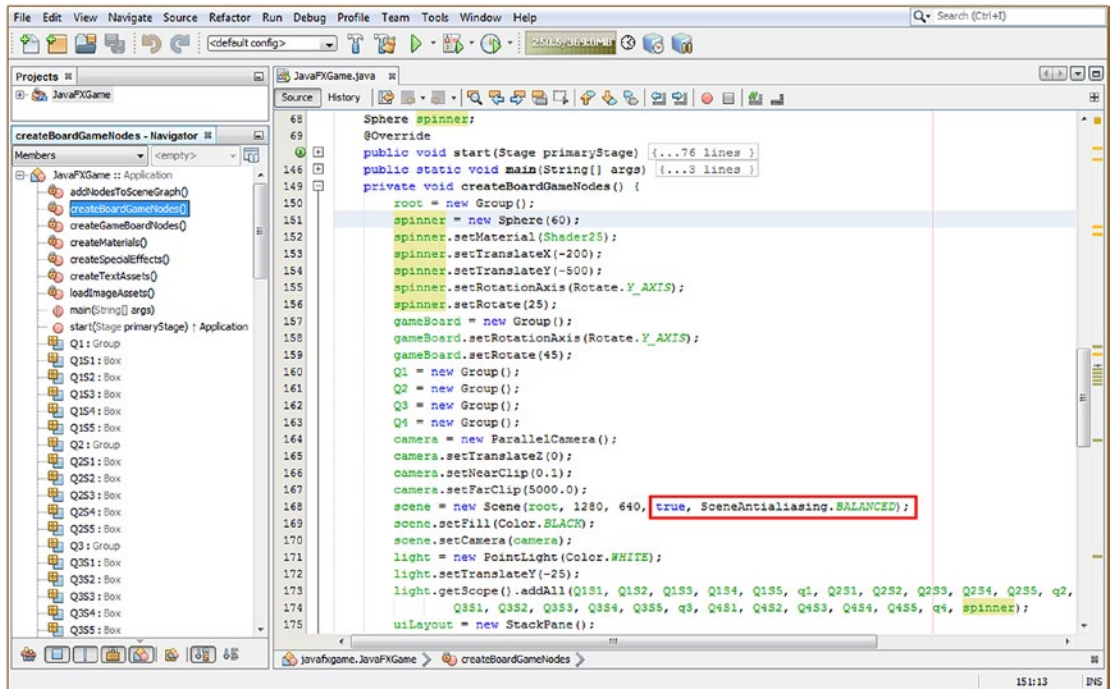 File Edit View Navigate Source Refactor Run Debug Profile Team Tools Window Help
Search (Ctrl+I)
<default config>
Projects
JavaFXGame
createBoardGameNodes - Navigator
Members
<empty>
JavaFXGame :: Application
addNodesToSceneGraph()
createBoardGameNodes()
createGameBoardNodes()
createMaterials()
createSpecialEffects()
createTextAssets()
loadImageAssets()
main(String[] args)
start(Stage primaryStage) ↑ Application
Q1 : Group
Q1S1 : Box
Q1S2 : Box
Q1S3 : Box
Q1S4 : Box
Q1S5 : Box
Q2 : Group
Q2S1 : Box
Q2S2 : Box
Q2S3 : Box
Q2S4 : Box
Q2S5 : Box
Q3 : Group
Q3S1 : Box
Q3S2 : Box
Q3S3 : Box
Q3S4 : Box
Q3S5 : Box
JavaFXGame.java
Source History
68 Sphere spinner;
69 @Override
public void start(Stage primaryStage) {...76 lines }
146 public static void main(String[] args) {...3 lines }
149 private void createBoardGameNodes() {
150 root = new Group();
151 spinner = new Sphere(60);
152 spinner.setMaterial(Shader25);
153 spinner.setTranslateX(-200);
154 spinner.setTranslateY(-500);
155 spinner.setRotationAxis(Rotate.Y_AXIS);
156 spinner.setRotate(25);
157 gameBoard = new Group();
158 gameBoard.setRotationAxis(Rotate.Y_AXIS);
159 gameBoard.setRotate(45);
160 Q1 = new Group();
161 Q2 = new Group();
162 Q3 = new Group();
163 Q4 = new Group();
164 camera = new ParallelCamera();
165 camera.setTranslateZ(0);
166 camera.setNearClip(0.1);
167 camera.setFarClip(5000.0);
168 scene = new Scene(root, 1280, 640, true, SceneAntialiasing.BALANCED);
169 scene.setFill(Color.BLACK);
170 scene.setCamera(camera);
171 light = new PointLight(Color.WHITE);
172 light.setTranslateY(-25);
173 light.getScope().addAll(Q1S1, Q1S2, Q1S3, Q1S4, Q1S5, q1, Q2S1, Q2S2, Q2S3, Q2S4, Q2S5, q2,
174 Q3S1, Q3S2, Q3S3, Q3S4, Q3S5, q3, Q4S1, Q4S2, Q4S3, Q4S4, Q4S5, q4, spinner);
175 uiLayout = new StackPane();
javafxgame.JavaFXGame createBoardGameNodes
151:13 INS